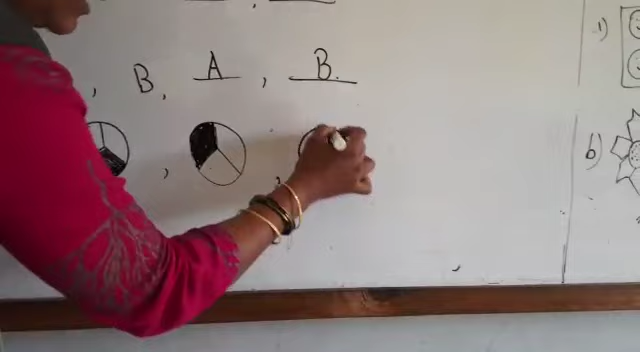 , B, A , B.
, ,
1)
b)